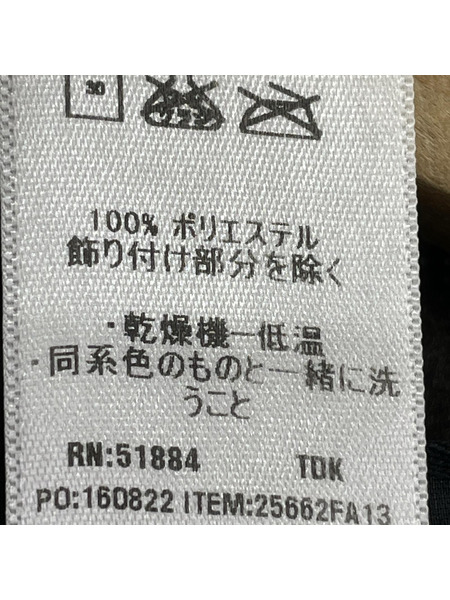 30
100% ポリエステル
飾り付け部分を除く
・乾燥機一低温
・同系色のものと一緒に洗
うこと
RN:51884 TDK
PO:160822 ITEM:25662FA13